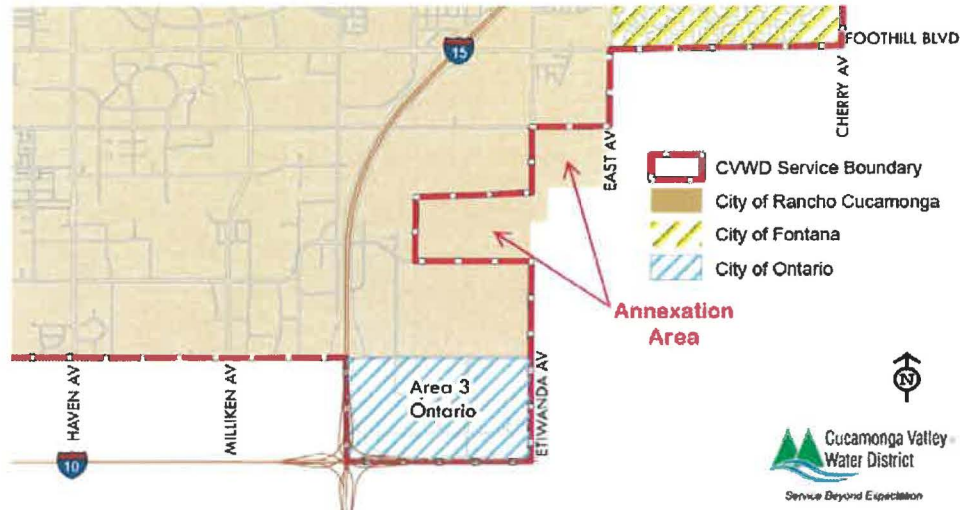 15
FOOTHILL BLVD
CHERRY AV
EAST AV
CVWD Service Boundary
City of Rancho Cucamonga
City of Fontana
City of Ontario
Annexation
Area
Area 3
Ontario
HAVEN AV
MILLIKEN AV
ETIWANDA AV
10
N
Cucamonga Valley
Water District
Service Beyond Expectation